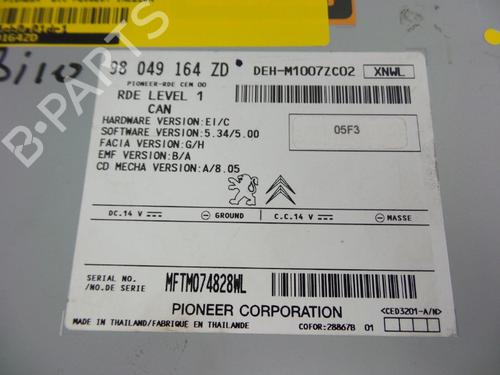 98 049 164 ZD DEH-M1007ZC02 XNWL
PIONEER-RDE CEM 00
RDE LEVEL 1
CAN
HARDWARE VERSION:EI/C
SOFTWARE VERSION:5.34/5.00
FACIA VERSION:G/H
EMF VERSION:B/A
CD MECHA VERSION:A/8.05
05F3
DC.14 V GROUND C.C.14 V MASSE
SERIAL NO.
/NO.DE SERIE MFTM074828WL
PIONEER CORPORATION
<CED3201-A/N>
MADE IN THAILAND/FABRIQUE EN THAILANDE COFOR:28867B 01
B-PARTS